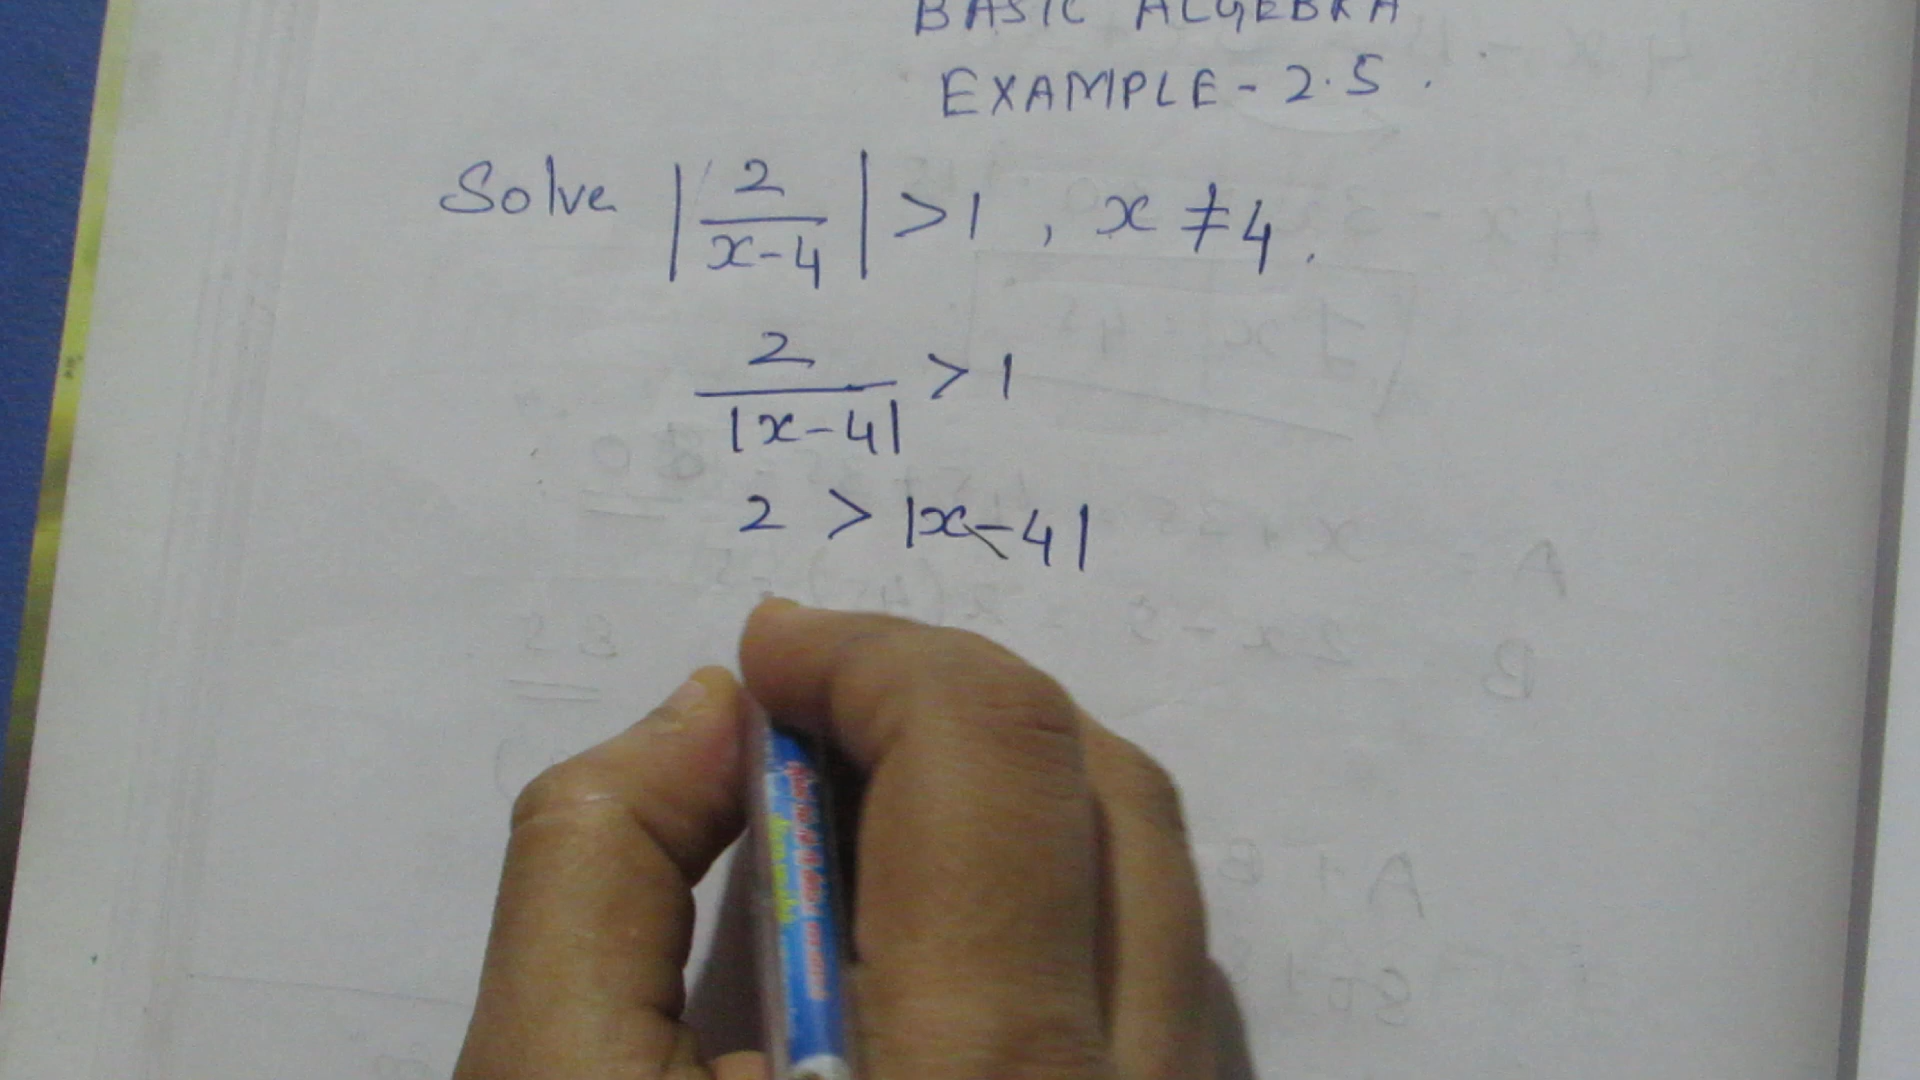 BASIC ALGEBRA
EXAMPLE - 2.5.
Solve |2/(x-4)| > 1, x ≠ 4.
2/|x-4| > 1
2 > |x-4|